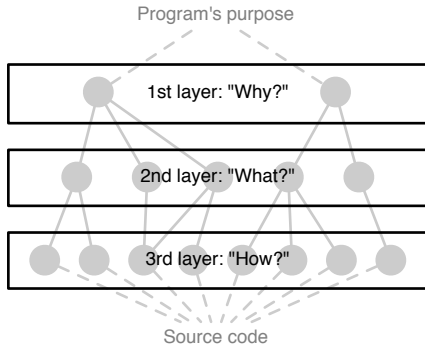 Program's purpose
1st layer: "Why?"
2nd layer: "What?"
3rd layer: "How?"
Source code